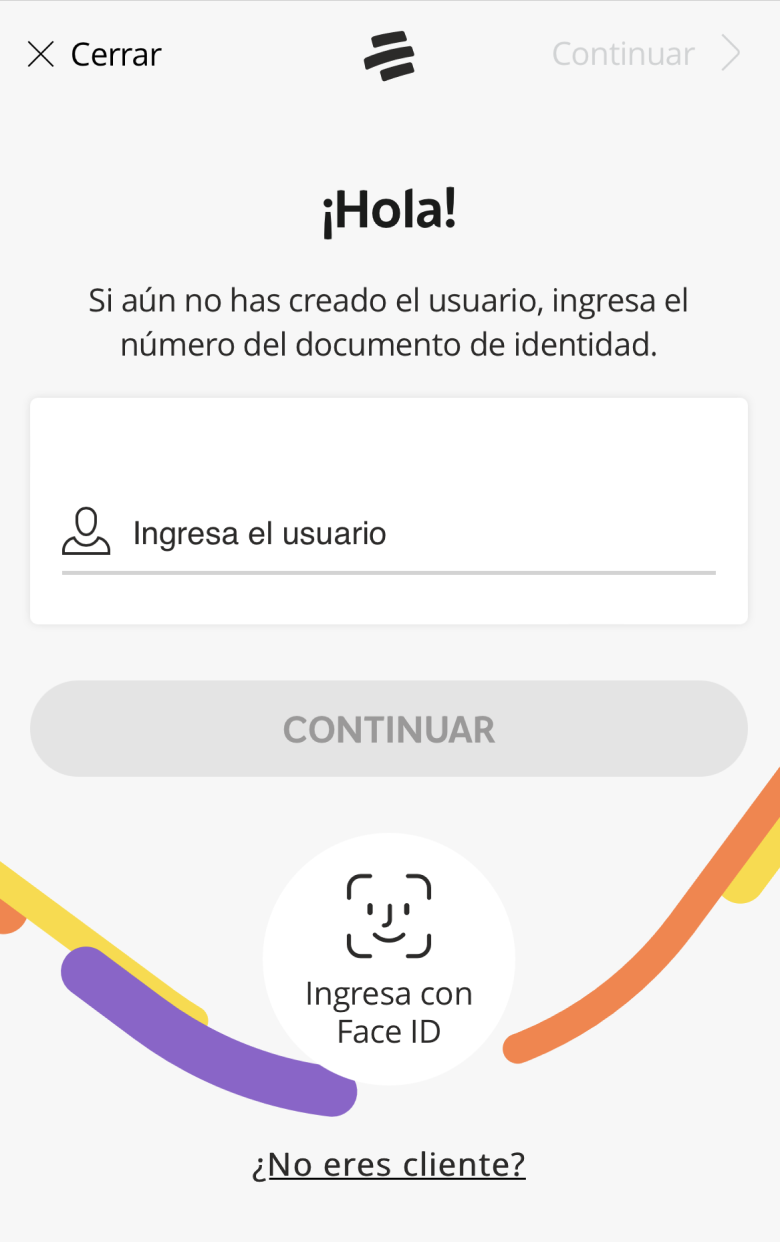 Cerrar
Continuar
¡Hola!
Si aún no has creado el usuario, ingresa el
número del documento de identidad.
Ingresa el usuario
CONTINUAR
Ingresa con
Face ID
¿No eres cliente?